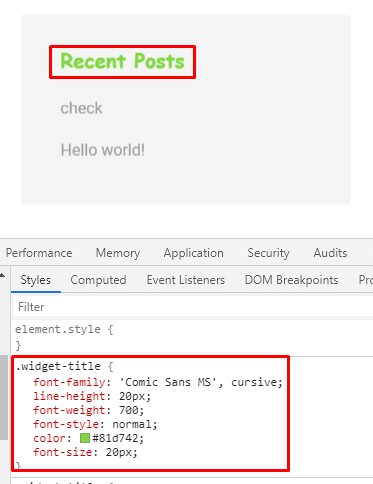 Recent Posts
check
Hello world!
Performance Memory Application Security Audits
Styles Computed Event Listeners DOM Breakpoints
Filter
element.style {
}
.widget-title {
font-family: 'Comic Sans MS', cursive;
line-height: 20px;
font-weight: 700;
font-style: normal;
color: #81d742;
font-size: 20px;
}